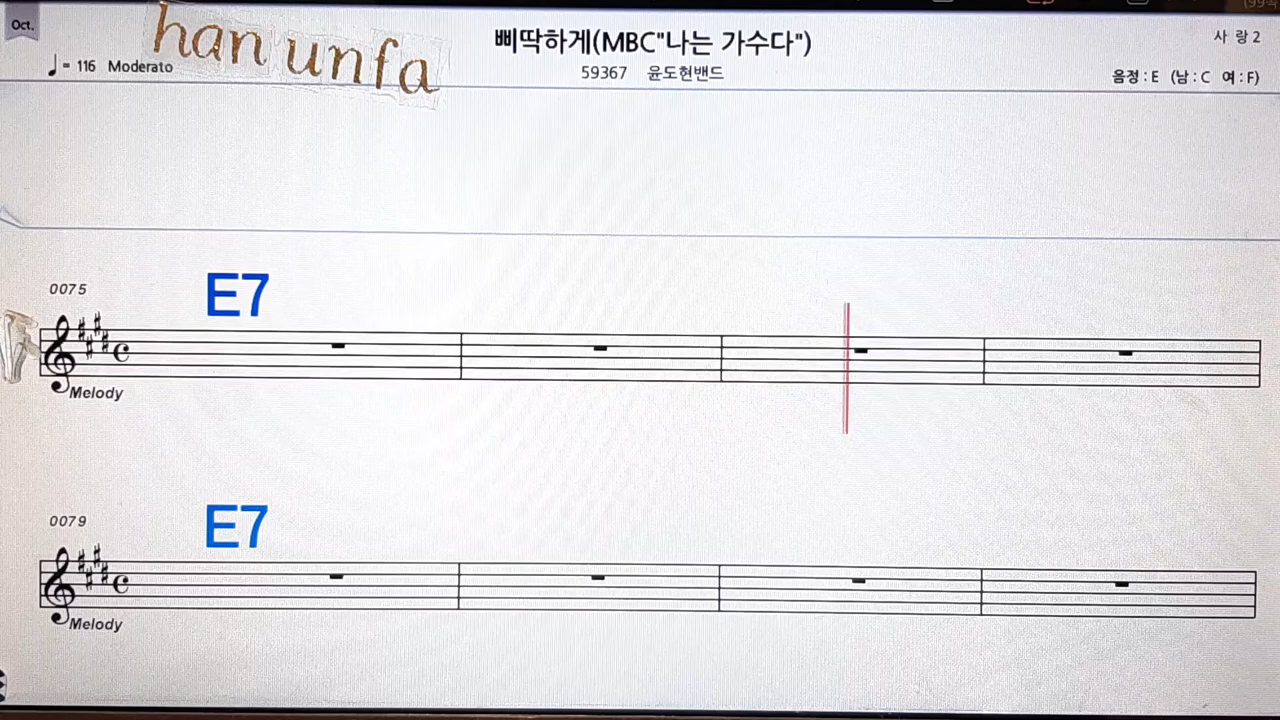 Oct.
han unfa
삐딱하게(MBC"나는 가수다")
사 랑 2
♩= 116 Moderato
59367 윤도현밴드
음정 : E (남 : C 여 : F)
0075
E7
Melody
0079
E7
Melody